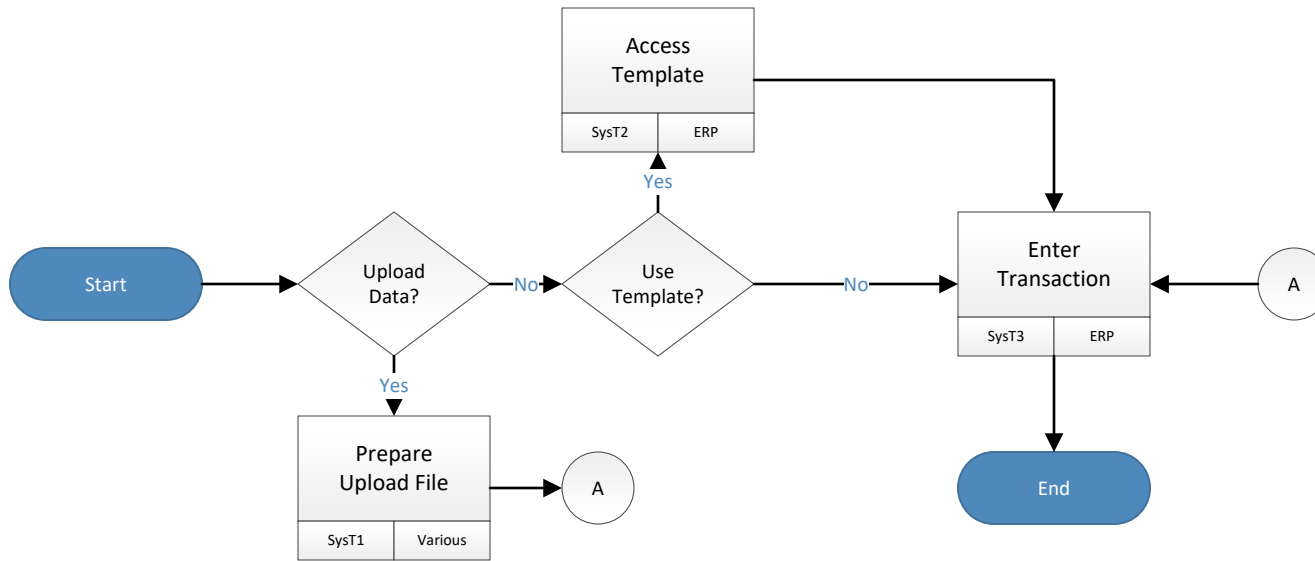 Access
Template
SysT2
ERP
Yes
Start
Upload
Data?
No
Use
Template?
No
Enter
Transaction
SysT3
ERP
A
Yes
Prepare
Upload File
SysT1
Various
A
End